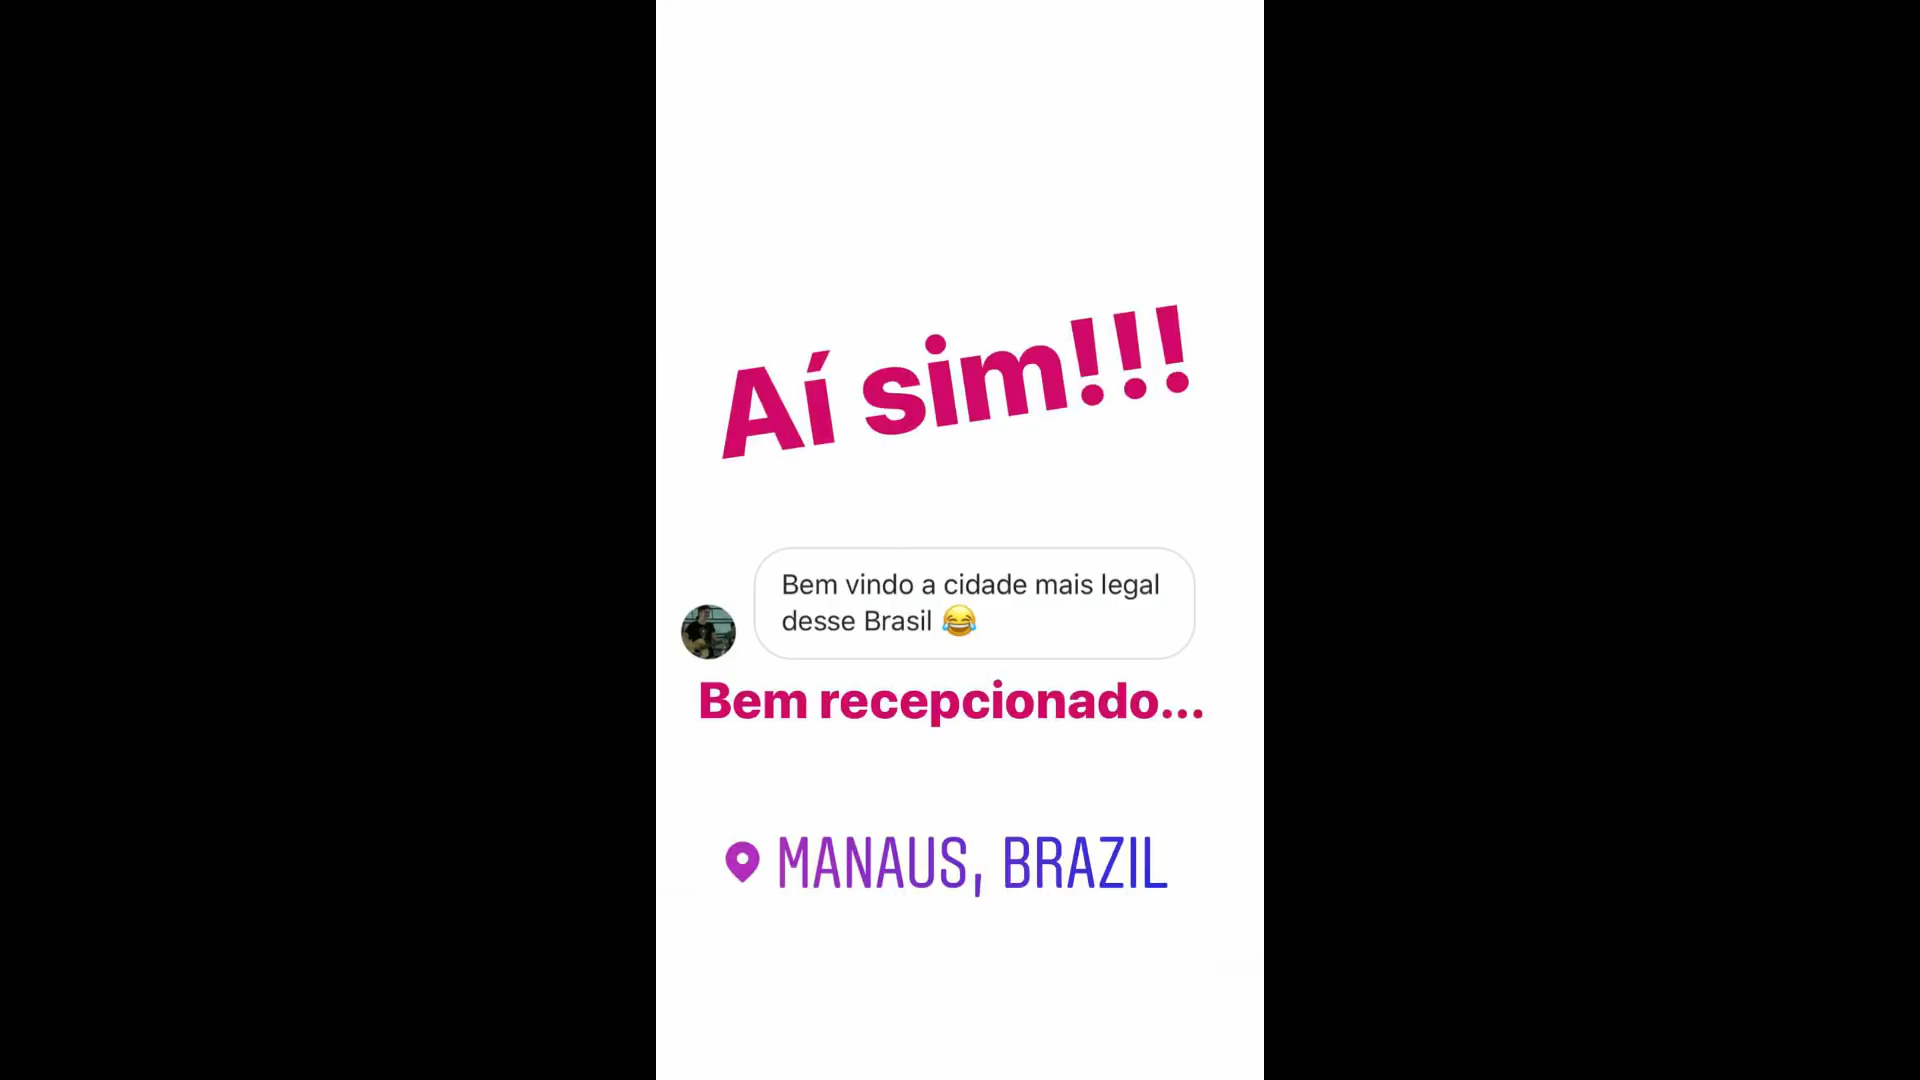 Aí sim!!!
Bem vindo a cidade mais legal
desse Brasil 😂
Bem recepcionado...
MANAUS, BRAZIL